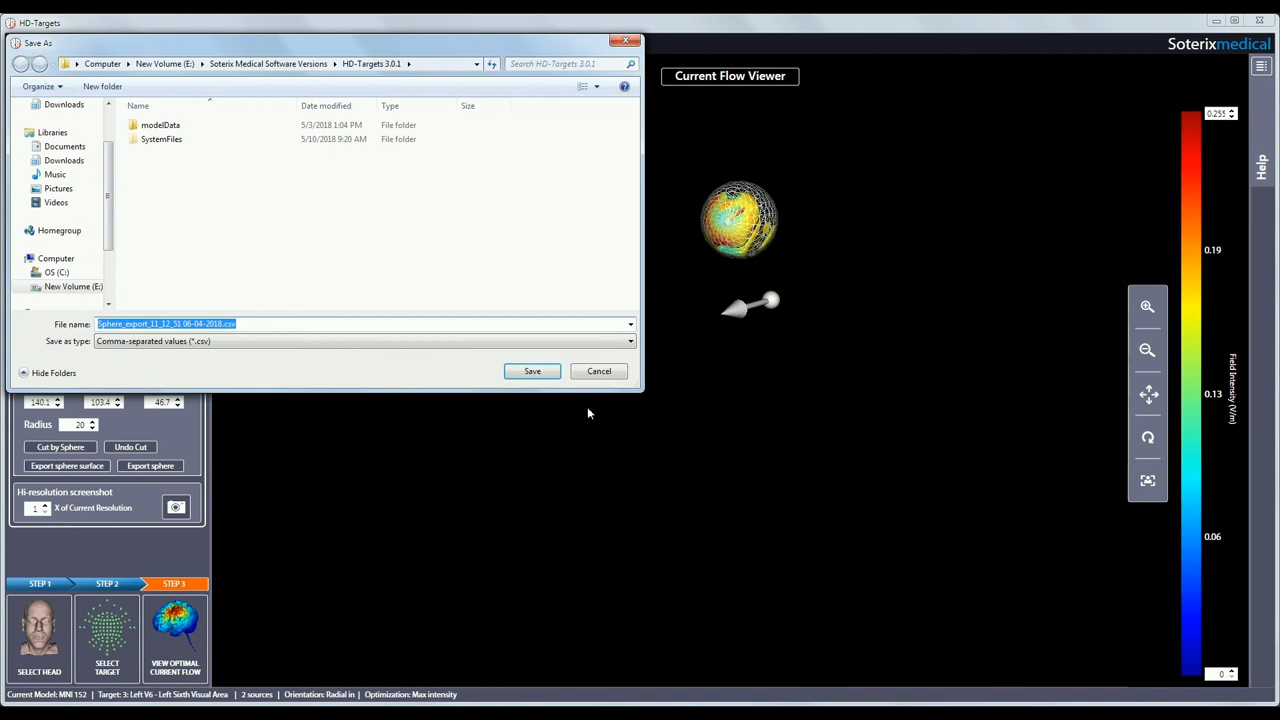 HD-Targets
Save As
Soterixmedical
Computer
New Volume (E:)
Soterix Medical Software Versions
HD-Targets 3.0.1
Search HD-Targets 3.0.1
Current Flow Viewer
Organize
New folder
Downloads
Libraries
Documents
Downloads
Music
Pictures
Videos
Homegroup
Computer
OS (C:)
New Volume (E:)
Name
Date modified
Type
Size
modelData
5/3/2018 1:04 PM
File folder
SystemFiles
5/10/2018 9:20 AM
File folder
File name:
Sphere_export_11_12_51 06-04-2018.csv
Save as type:
Comma-separated values (*.csv)
Hide Folders
Save
Cancel
140.1
103.4
46.7
Radius
20
Cut by Sphere
Undo Cut
Export sphere surface
Export sphere
Hi-resolution screenshot
1
X of Current Resolution
STEP 1
STEP 2
STEP 3
SELECT HEAD
SELECT
TARGET
VIEW OPTIMAL
CURRENT FLOW
0.255
0.19
0.13
0.06
0
Field Intensity (V/m)
Help
Current Model: MNI 152 | Target: 3: Left V6 - Left Sixth Visual Area | 2 sources | Orientation: Radial in | Optimization: Max intensity